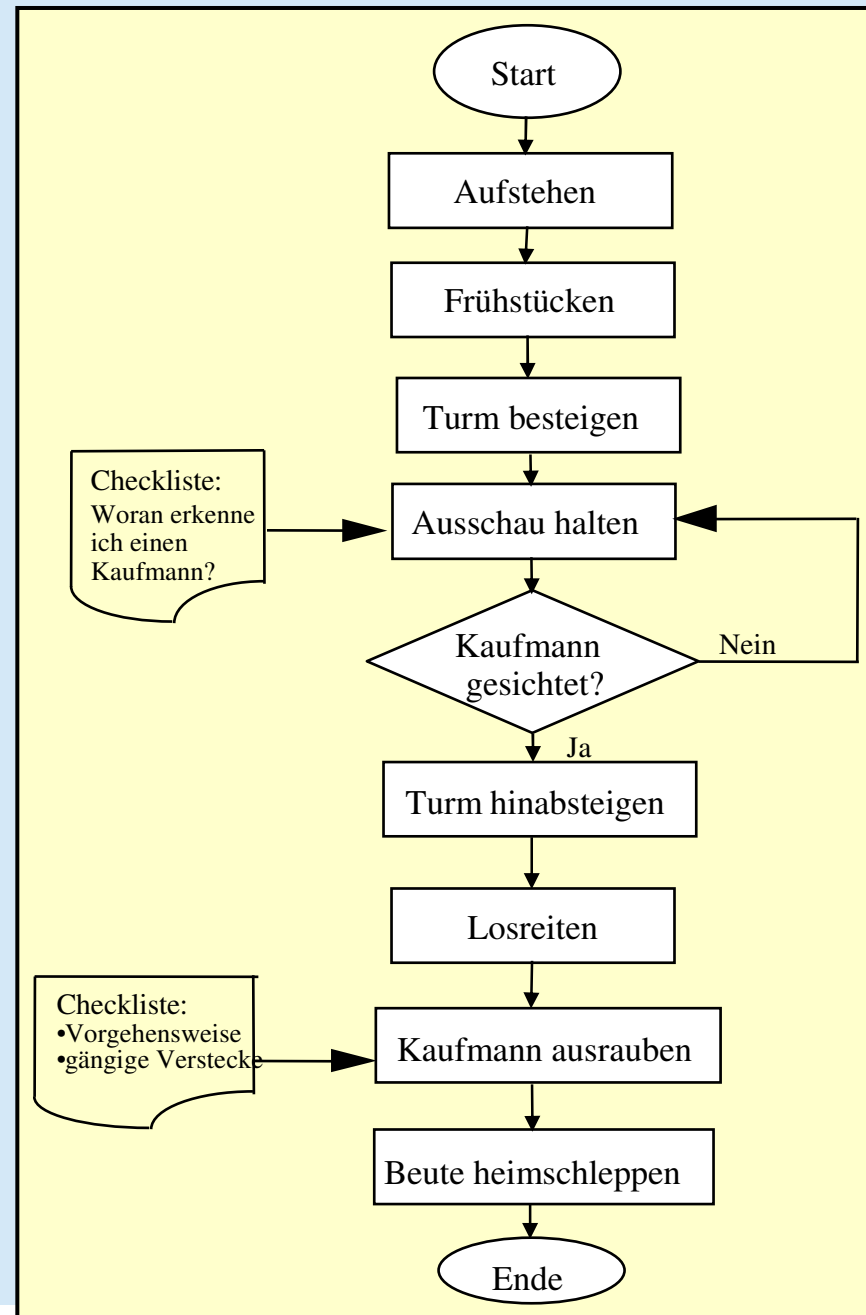 Start
Aufstehen
Frühstücken
Turm besteigen
Checkliste:
Woran erkenne
ich einen
Kaufmann?
Ausschau halten
Kaufmann
gesichtet?
Nein
Ja
Turm hinabsteigen
Losreiten
Checkliste:
•Vorgehensweise
•gängige Verstecke
Kaufmann ausrauben
Beute heimschleppen
Ende